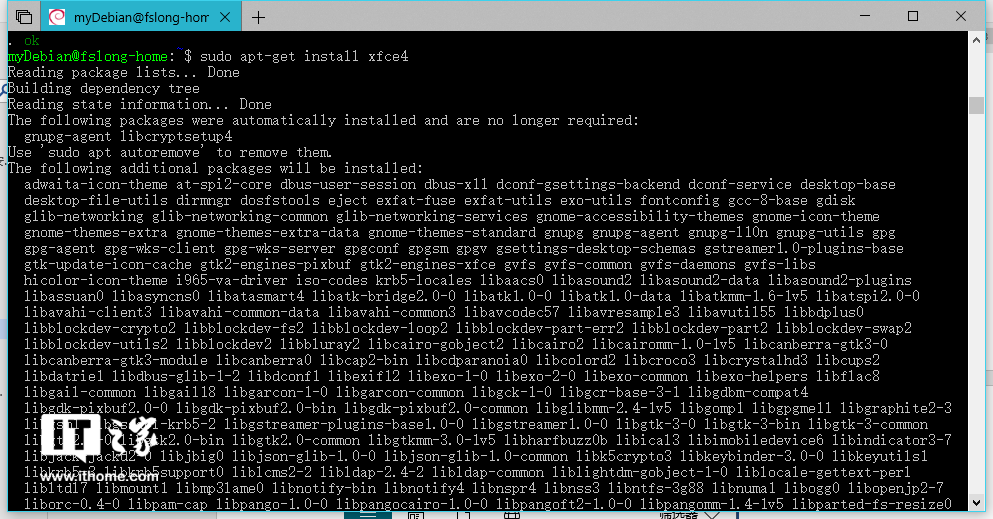 myDebian@fslong-hom
. ok
myDebian@fslong-home:~$ sudo apt-get install xfce4
Reading package lists... Done
Building dependency tree
Reading state information... Done
The following packages were automatically installed and are no longer required:
gnupg-agent libcryptsetup4
Use 'sudo apt autoremove' to remove them.
The following additional packages will be installed:
adwaita-icon-theme at-spi2-core dbus-user-session dbus-x11 dconf-gsettings-backend dconf-service desktop-base
desktop-file-utils dirmngr dosfstools eject exfat-fuse exfat-utils exo-utils fontconfig gcc-8-base gdisk
glib-networking glib-networking-common glib-networking-services gnome-accessibility-themes gnome-icon-theme
gnome-themes-extra gnome-themes-extra-data gnome-themes-standard gnupg gnupg-agent gnupg-l10n gnupg-utils gpg
gpg-agent gpg-wks-client gpg-wks-server gpgconf gpgsm gpgv gsettings-desktop-schemas gstreamer1.0-plugins-base
gtk-update-icon-cache gtk2-engines-pixbuf gtk2-engines-xfce gvfs gvfs-common gvfs-daemons gvfs-libs
hicolor-icon-theme i965-va-driver iso-codes krb5-locales libaacs0 libasound2 libasound2-data libasound2-plugins
libassuan0 libasyncns0 libatasmart4 libatk-bridge2.0-0 libatk1.0-0 libatk1.0-data libatkmm-1.6-1v5 libatspi2.0-0
libavahi-client3 libavahi-common-data libavahi-common3 libavcodec57 libavresample3 libavutil55 libbdplus0
libblockdev-crypto2 libblockdev-fs2 libblockdev-loop2 libblockdev-part-err2 libblockdev-part2 libblockdev-swap2
libblockdev-utils2 libblockdev2 libbluray2 libcairo-gobject2 libcairo2 libcairomm-1.0-1v5 libcanberra-gtk3-0
libcanberra-gtk3-module libcanberra0 libcap2-bin libcdparanoia0 libcolord2 libcroco3 libcrystalhd3 libcups2
libdatrie1 libdbus-glib-1-2 libdconf1 libexif12 libexo-1-0 libexo-2-0 libexo-common libexo-helpers libflac8
libgail-common libgail18 libgarcon-1-0 libgarcon-common libgck-1-0 libgcr-base-3-1 libgdbm-compat4
libgdk-pixbuf2.0-0 libgdk-pixbuf2.0-bin libgdk-pixbuf2.0-common libglibmm-2.4-1v5 libgomp1 libgpgme11 libgraphite2-3
libgstreamer-plugins-base1.0-0 libgstreamer1.0-0 libgtk-3-0 libgtk-3-bin libgtk-3-common
libgtk2.0-common libgtkmm-3.0-1v5 libharfbuzz0b libical3 libimobiledevice6 libindicator3-7
libjbig0 libjson-glib-1.0-0 libjson-glib-1.0-common libk5crypto3 libkeybinder-3.0-0 libkeyutils1
libkrb5support0 liblcms2-2 libldap-2.4-2 libldap-common liblightdm-gobject-1-0 liblocale-gettext-perl
libltdl7 libmount1 libmp3lame0 libnotify-bin libnotify4 libnspr4 libnss3 libntfs-3g88 libnuma1 libogg0 libopenjp2-7
liborc-0.4-0 libpam-cap libpango-1.0-0 libpangocairo-1.0-0 libpangoft2-1.0-0 libpangomm-1.4-1v5 libparted-fs-resize0
IT之家
www.ithome.com